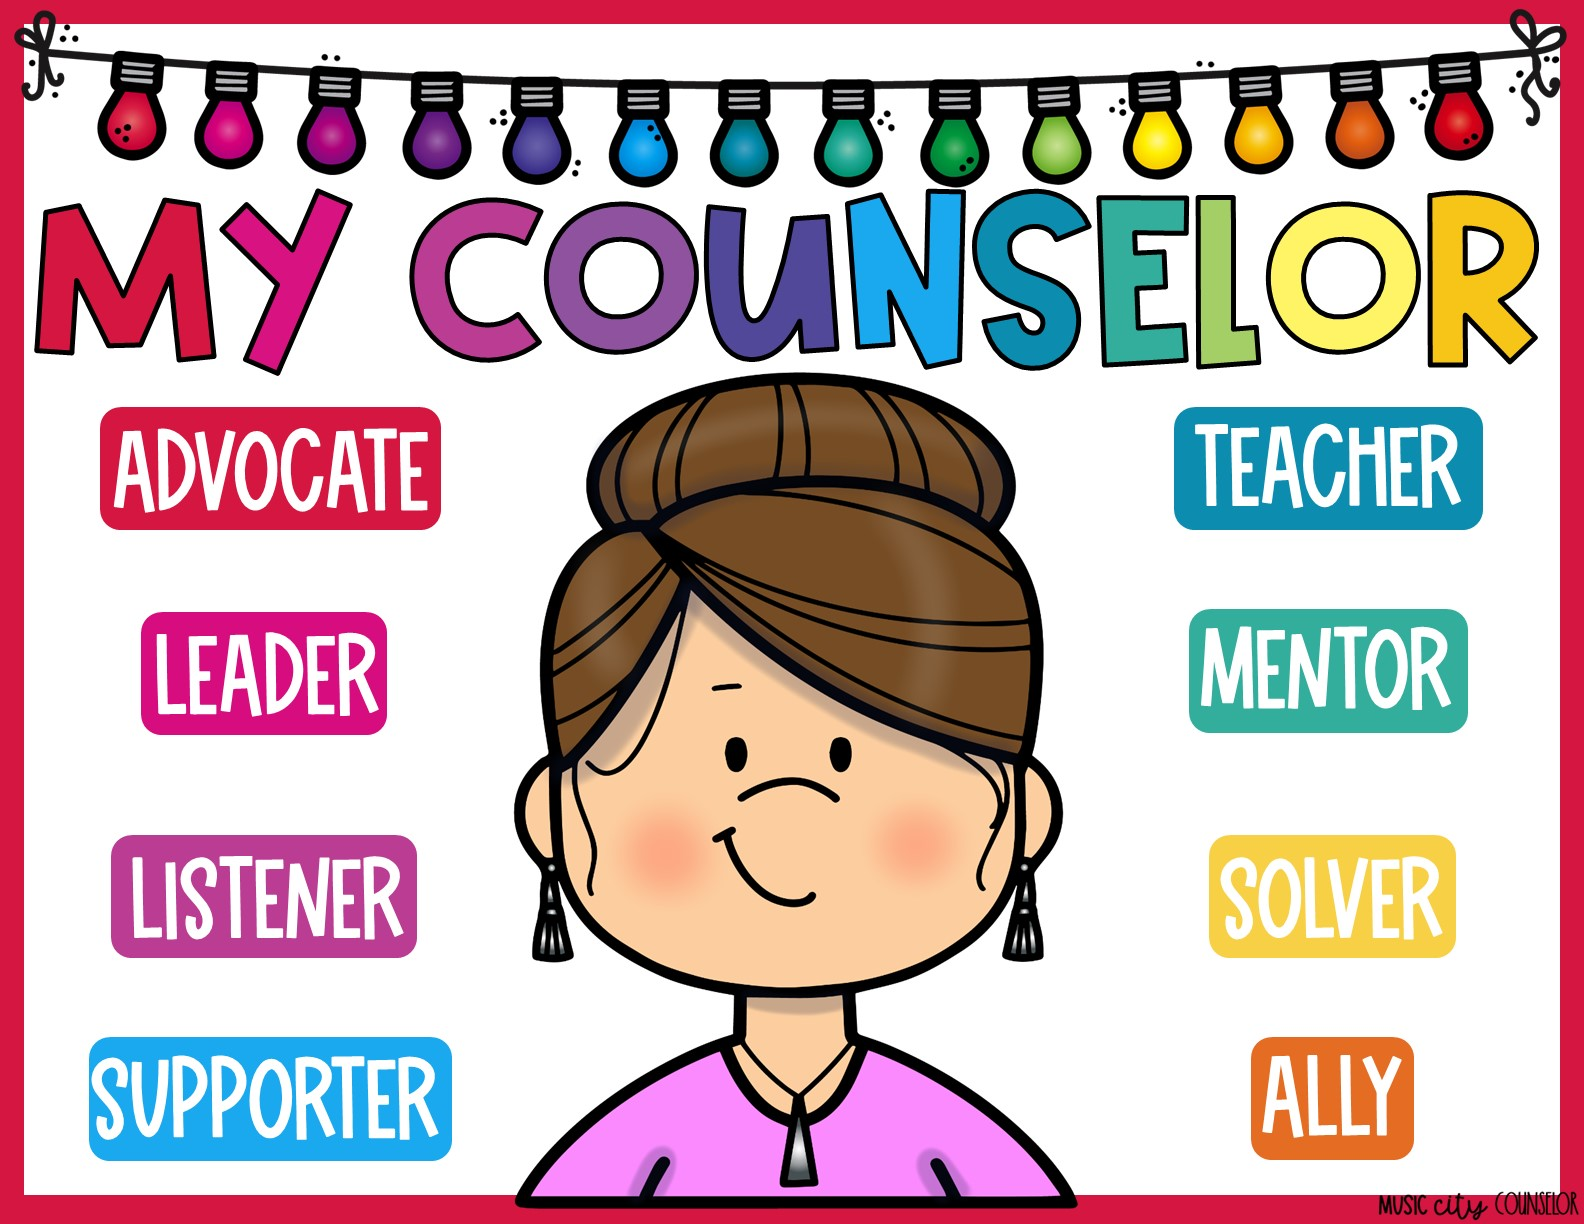 MY COUNSELOR
ADVOCATE
TEACHER
LEADER
MENTOR
LISTENER
SOLVER
SUPPORTER
ALLY
MUSIC city COUNSELOR